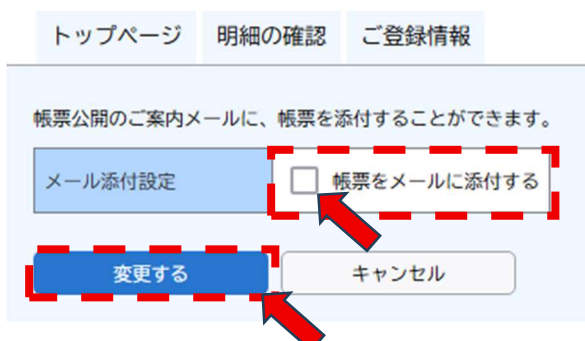 トップページ 明細の確認 ご登録情報
帳票公開のご案内メールに、帳票を添付することができます。
メール添付設定 帳票をメールに添付する
変更する キャンセル